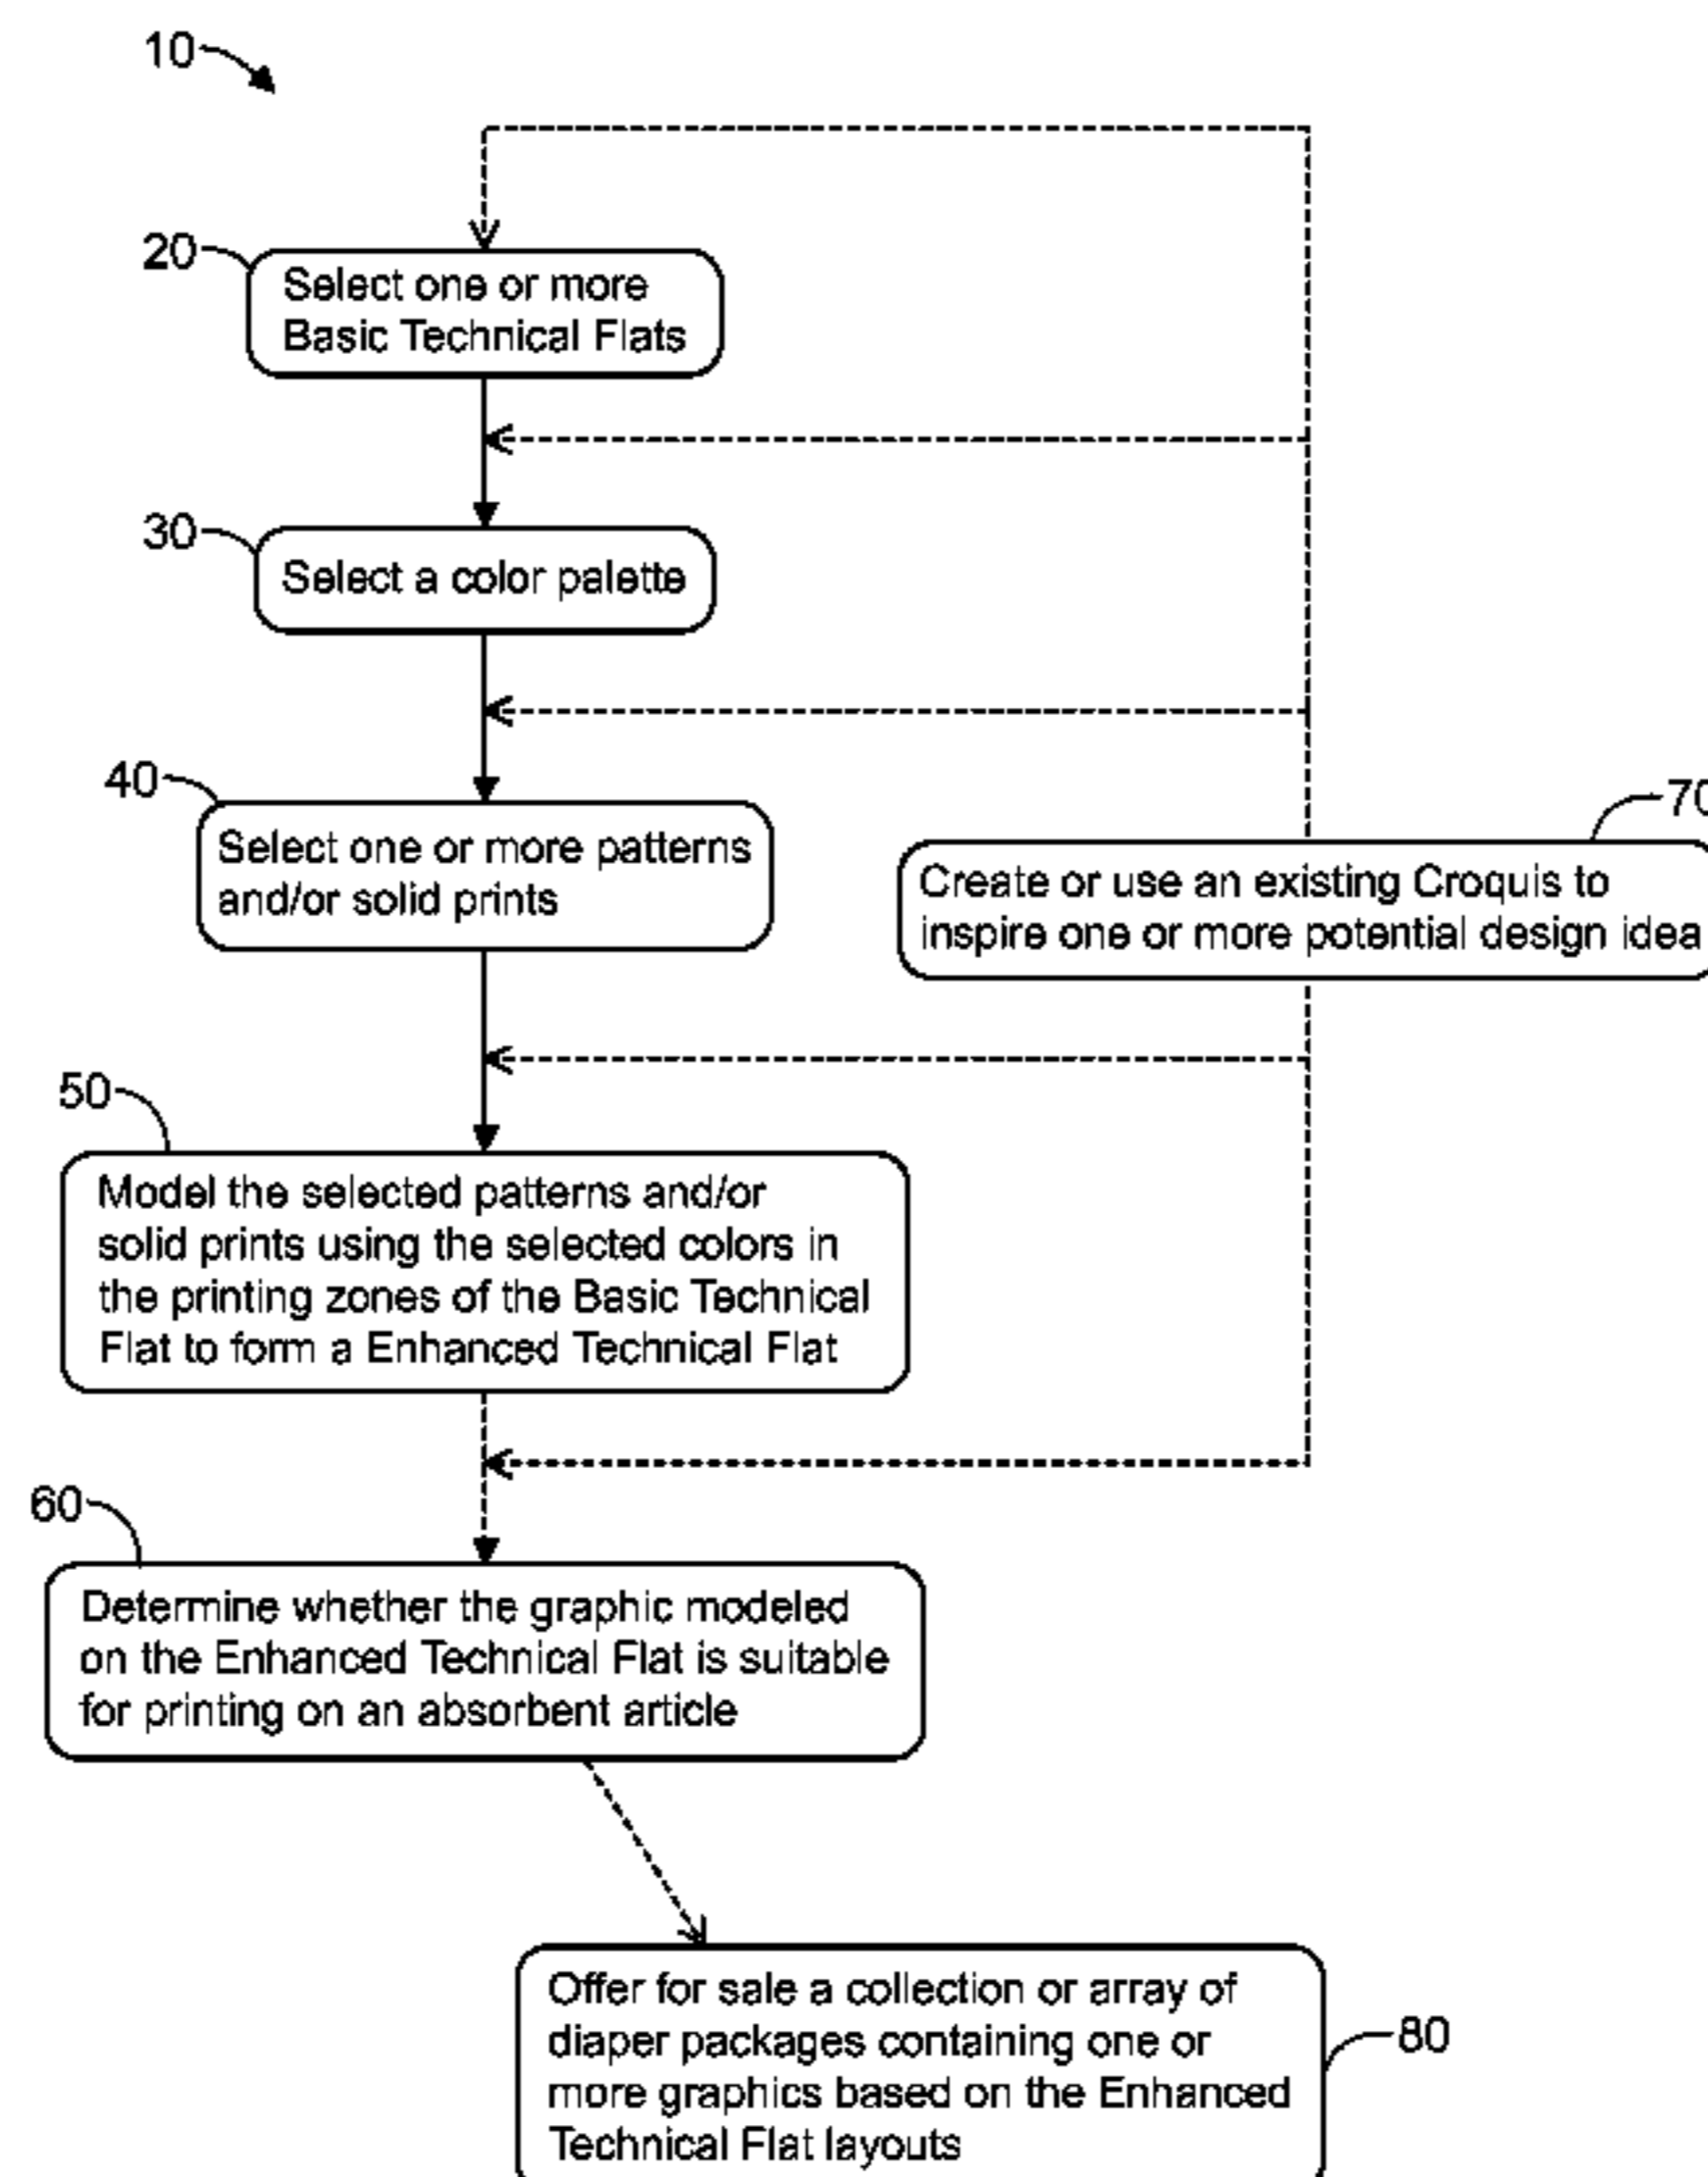 10
20
Select one or more
Basic Technical Flats
30
Select a color palette
40
Select one or more patterns
and/or solid prints
70
Create or use an existing Croquis to
inspire one or more potential design idea
50
Model the selected patterns and/or
solid prints using the selected colors in
the printing zones of the Basic Technical
Flat to form a Enhanced Technical Flat
60
Determine whether the graphic modeled
on the Enhanced Technical Flat is suitable
for printing on an absorbent article
Offer for sale a collection or array of
diaper packages containing one or
more graphics based on the Enhanced
Technical Flat layouts
80